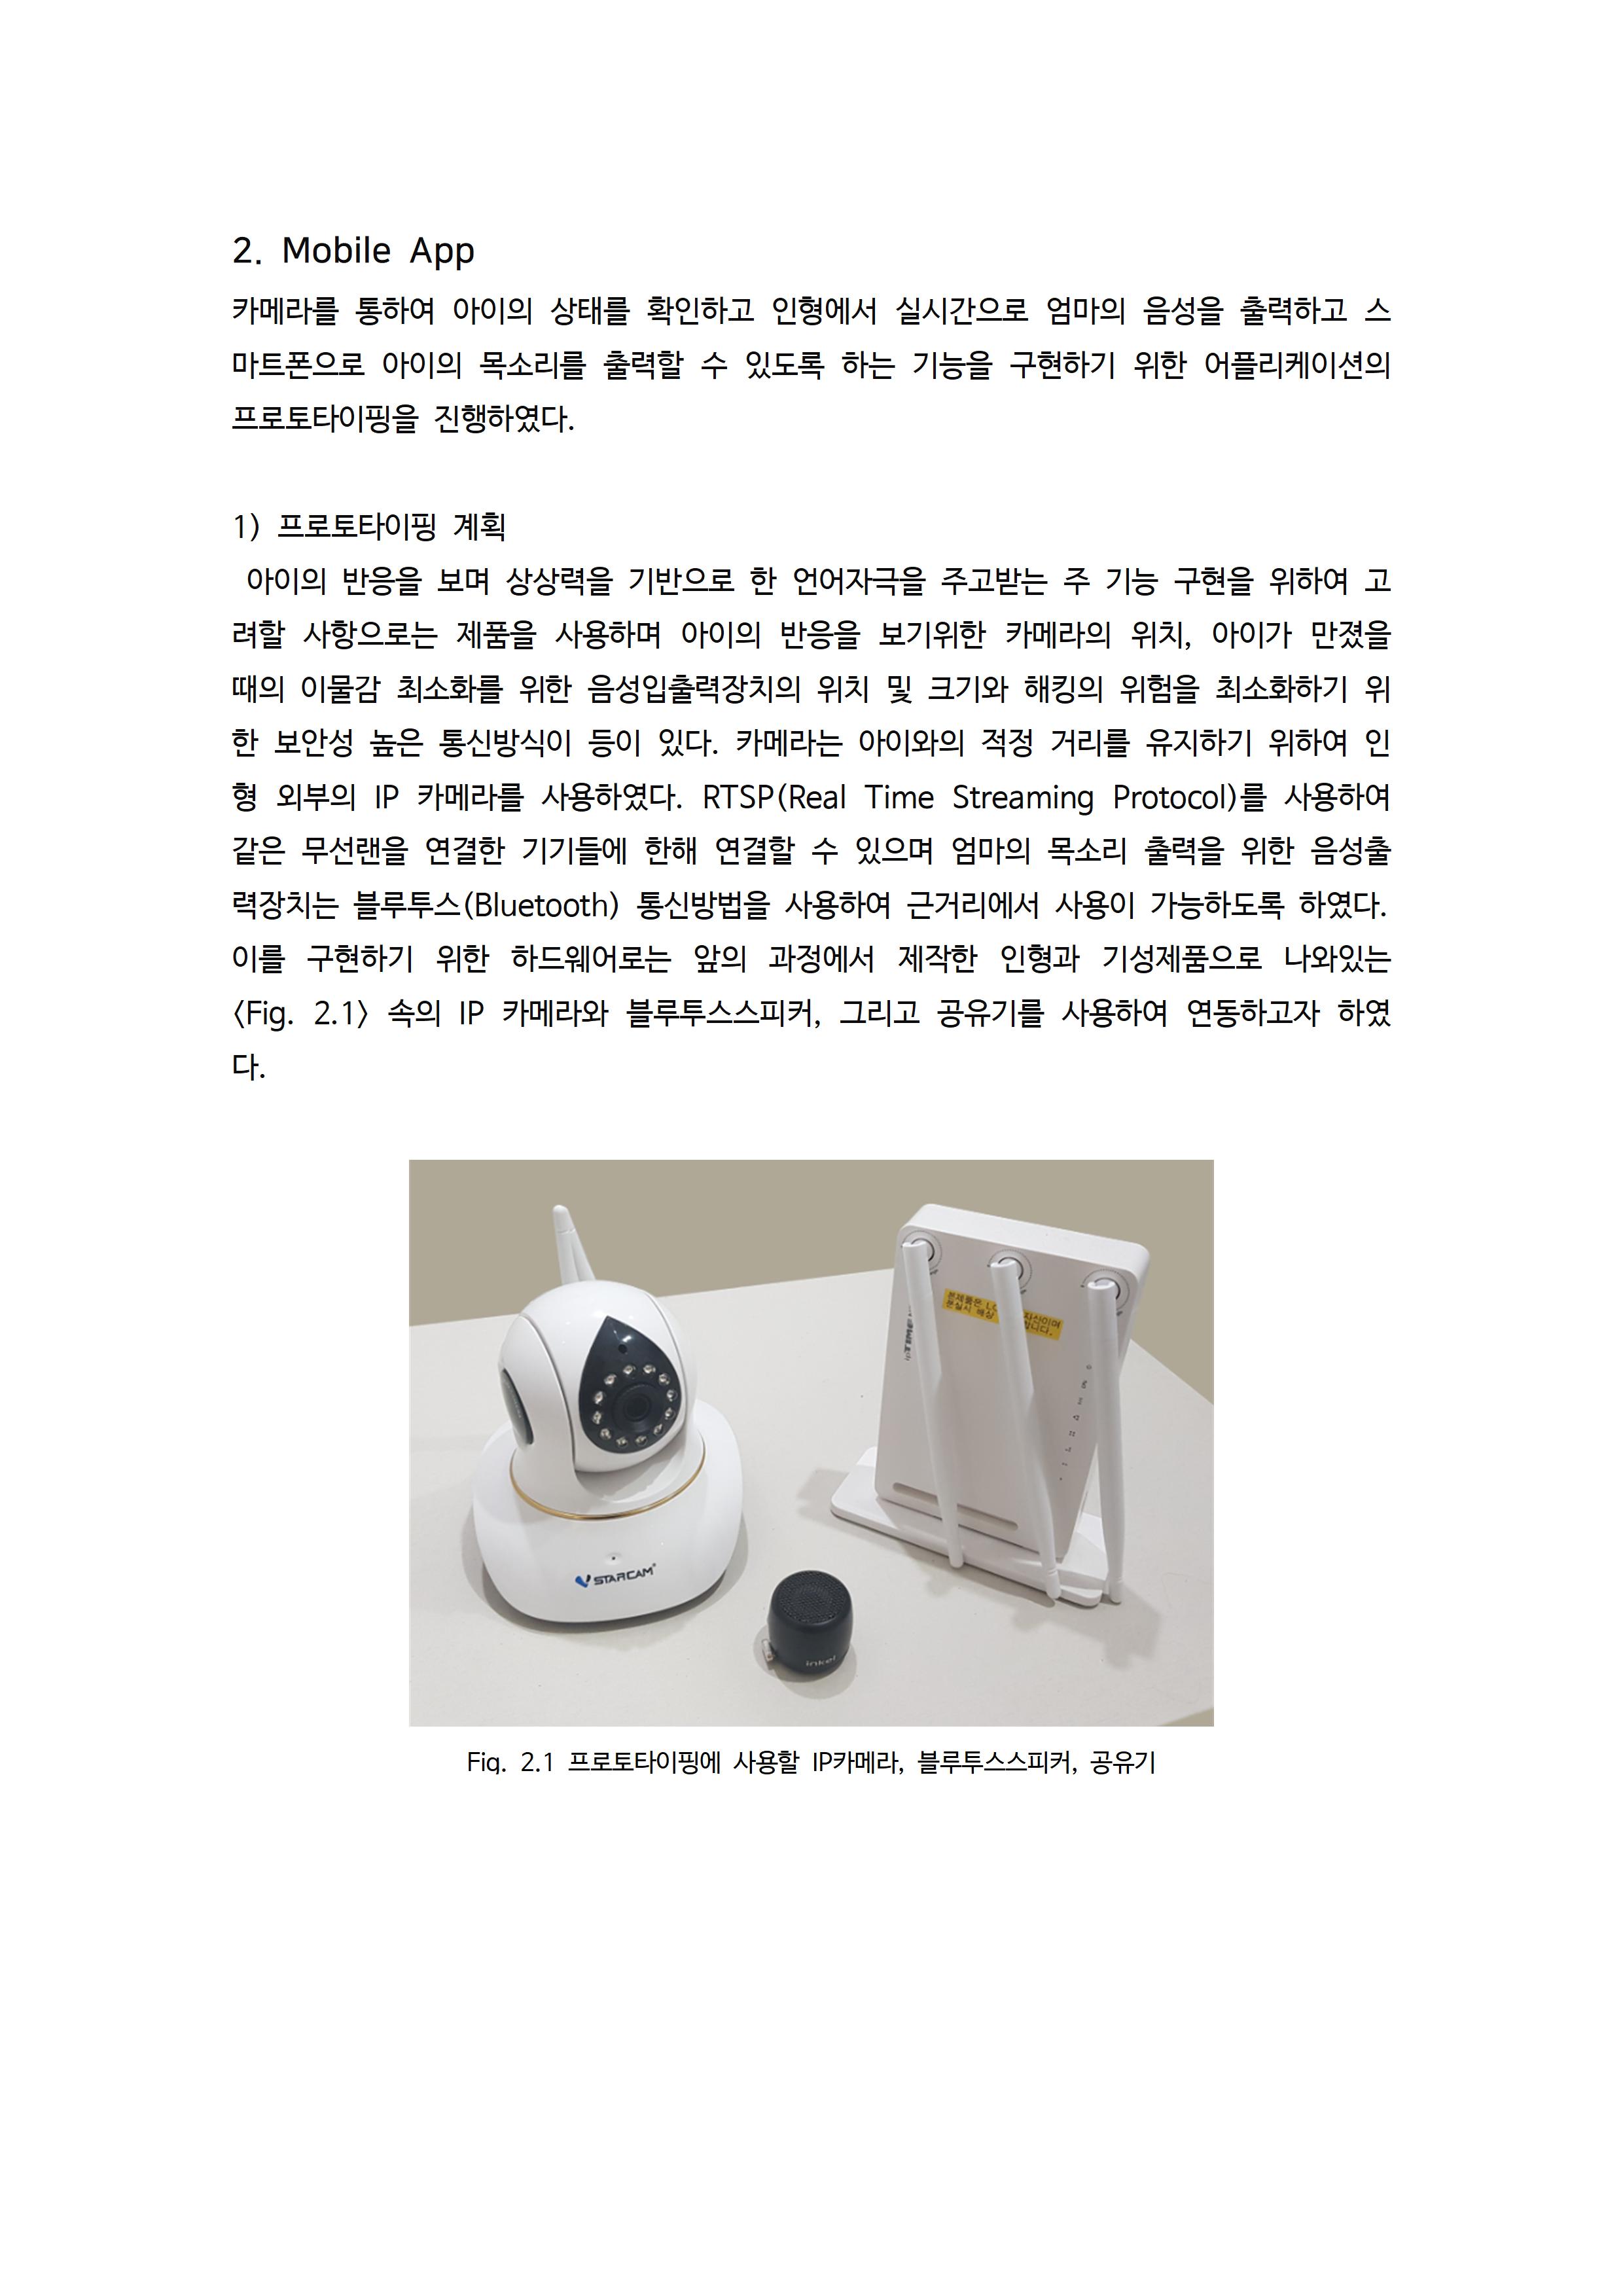 2. Mobile App
카메라를 통하여 아이의 상태를 확인하고 인형에서 실시간으로 엄마의 음성을 출력하고 스
마트폰으로 아이의 목소리를 출력할 수 있도록 하는 기능을 구현하기 위한 어플리케이션의
프로토타이핑을 진행하였다.
1) 프로토타이핑 계획
아이의 반응을 보며 상상력을 기반으로 한 언어자극을 주고받는 주 기능 구현을 위하여 고
려할 사항으로는 제품을 사용하며 아이의 반응을 보기위한 카메라의 위치, 아이가 만졌을
때의 이물감 최소화를 위한 음성입출력장치의 위치 및 크기와 해킹의 위험을 최소화하기 위
한 보안성 높은 통신방식이 등이 있다. 카메라는 아이와의 적정 거리를 유지하기 위하여 인
형 외부의 IP 카메라를 사용하였다. RTSP(Real Time Streaming Protocol)를 사용하여
같은 무선랜을 연결한 기기들에 한해 연결할 수 있으며 엄마의 목소리 출력을 위한 음성출
력장치는 블루투스(Bluetooth) 통신방법을 사용하여 근거리에서 사용이 가능하도록 하였다.
이를 구현하기 위한 하드웨어로는 앞의 과정에서 제작한 인형과 기성제품으로 나와있는
<Fig. 2.1> 속의 IP 카메라와 블루투스스피커, 그리고 공유기를 사용하여 연동하고자 하였
다.
본제품은 LG 자산이며
분실시 배상 합니다.
VSTARCAM
inkel
Fig. 2.1 프로토타이핑에 사용할 IP카메라, 블루투스스피커, 공유기